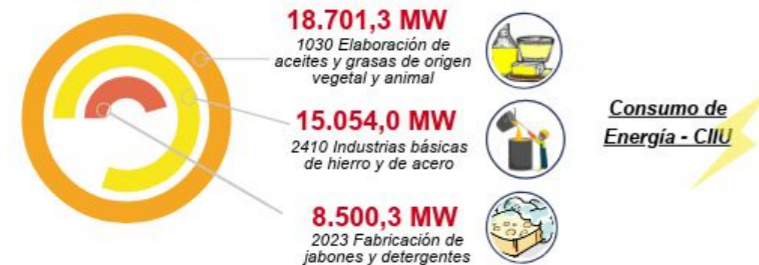 18.701,3 MW
1030 Elaboración de
aceites y grasas de origen
vegetal y animal
15.054,0 MW
2410 Industrias básicas
de hierro y de acero
8.500,3 MW
2023 Fabricación de
jabones y detergentes
Consumo de
Energía - CIIU